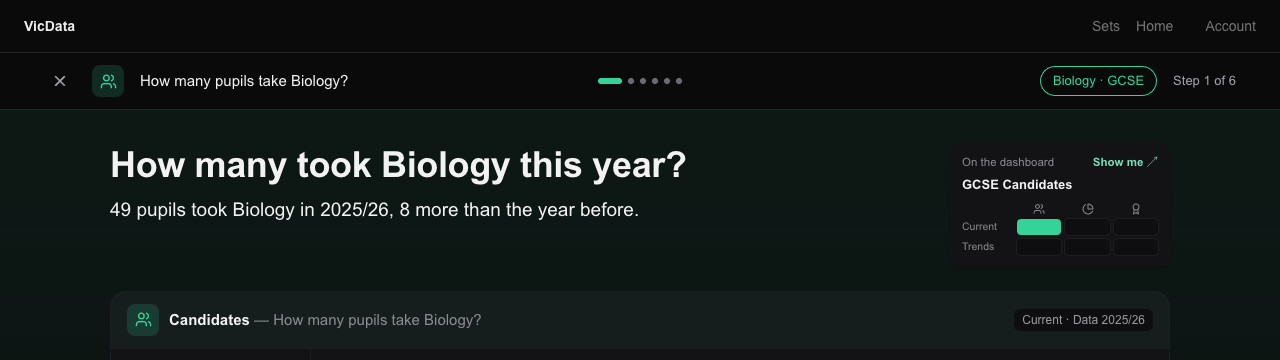 VicData
Sets Home Account
How many pupils take Biology?
Biology · GCSE
Step 1 of 6
How many took Biology this year?
49 pupils took Biology in 2025/26, 8 more than the year before.
On the dashboard
Show me
GCSE Candidates
Current
Trends
Candidates — How many pupils take Biology?
Current · Data 2025/26